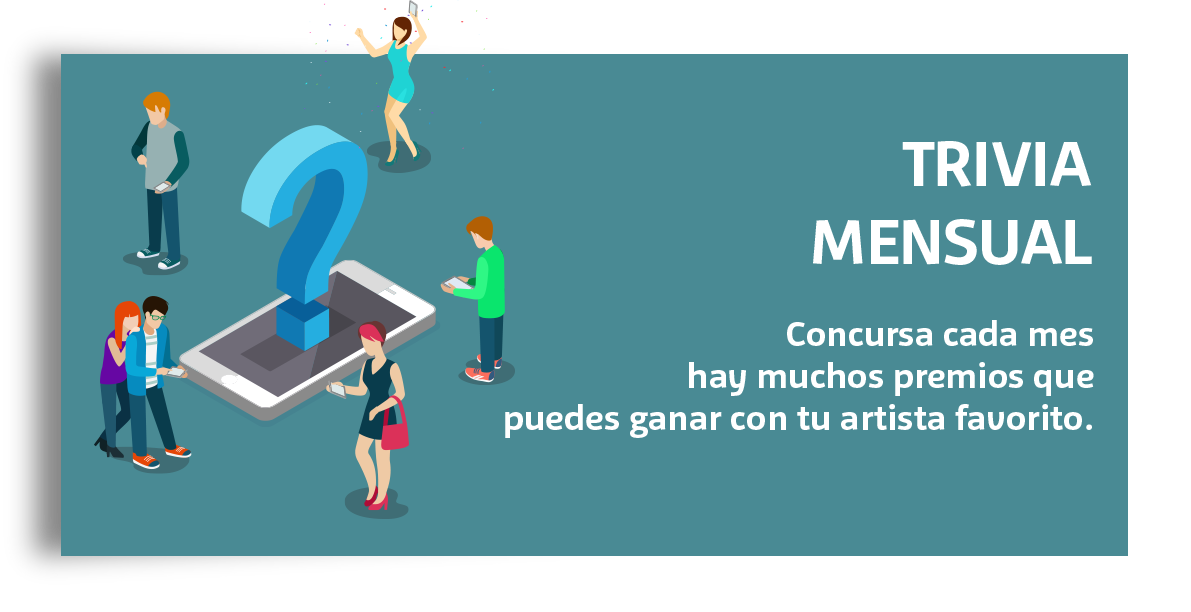 TRIVIA
MENSUAL
Concursa cada mes
hay muchos premios que
puedes ganar con tu artista favorito.